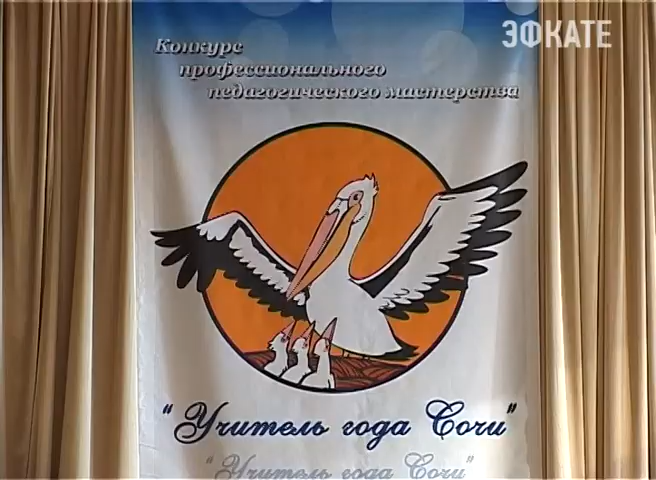 ЭФКАТЕ
Конкурс
профессионального
педагогического мастерства
"Учитель года Сочи"
"Учитель года Сочи"